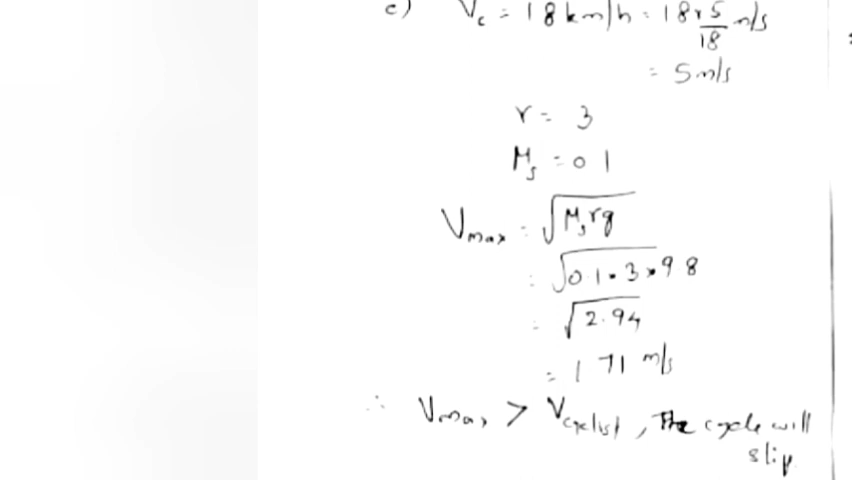 c) Vc = 18 km/h = 18 × 5/18 m/s
= 5 m/s
r = 3
μs = 0 1
Vmax = √μs rg
= √0 1 × 3 × 9.8
= √2.94
= 1 71 m/s
∴ Vmax > Vcyclist, The cycle will
slip